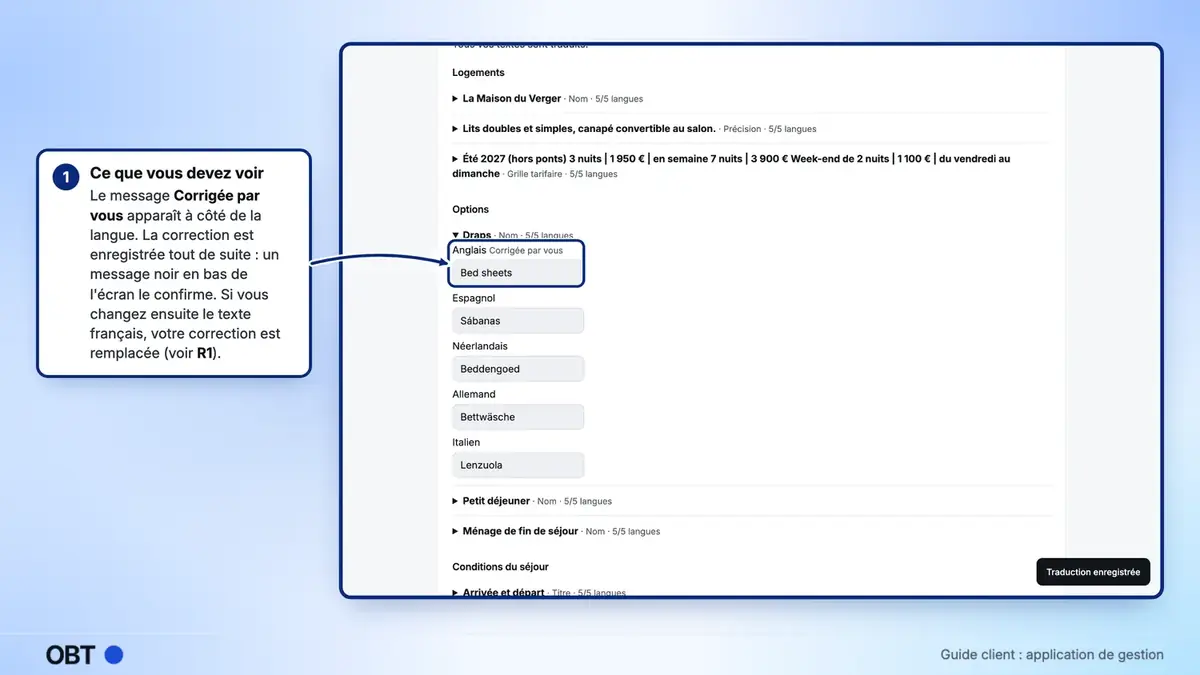 1
Ce que vous devez voir
Le message Corrigée par
vous apparaît à côté de la
langue. La correction est
enregistrée tout de suite : un
message noir en bas de
l'écran le confirme. Si vous
changez ensuite le texte
français, votre correction est
remplacée (voir R1).
Tous vos textes sont traduits.
Logements
La Maison du Verger · Nom · 5/5 langues
Lits doubles et simples, canapé convertible au salon. · Précision · 5/5 langues
Été 2027 (hors ponts) 3 nuits | 1 950 € | en semaine 7 nuits | 3 900 € Week-end de 2 nuits | 1 100 € | du vendredi au
dimanche · Grille tarifaire · 5/5 langues
Options
Draps · Nom · 5/5 langues
Anglais Corrigée par vous
Bed sheets
Espagnol
Sábanas
Néerlandais
Beddengoed
Allemand
Bettwäsche
Italien
Lenzuola
Petit déjeuner · Nom · 5/5 langues
Ménage de fin de séjour · Nom · 5/5 langues
Conditions du séjour
Arrivée et départ · Titre · 5/5 langues
Traduction enregistrée
OBT
Guide client : application de gestion